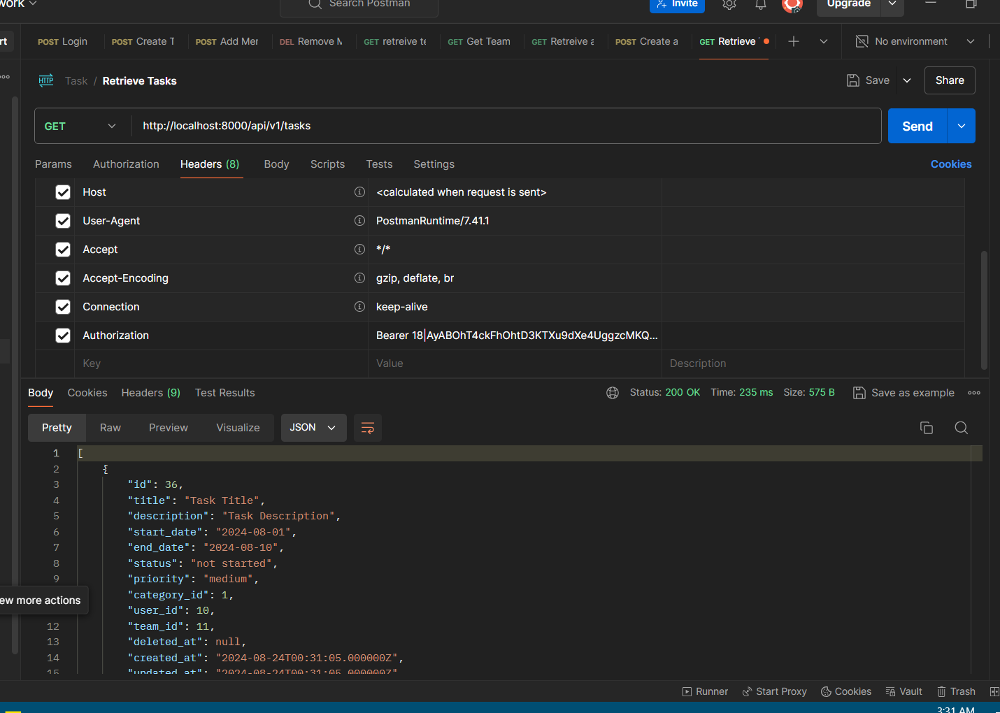 work
Search Postman
Invite
Upgrade
rt
POST Login
POST Create T
POST Add Mer
DEL Remove M
GET retreive te
GET Get Team
GET Retreive a
POST Create a
GET Retrieve
No environment
HTTP
Task / Retrieve Tasks
Save
Share
GET
http://localhost:8000/api/v1/tasks
Send
Params
Authorization
Headers (8)
Body
Scripts
Tests
Settings
Cookies
Host
<calculated when request is sent>
User-Agent
PostmanRuntime/7.41.1
Accept
*/*
Accept-Encoding
gzip, deflate, br
Connection
keep-alive
Authorization
Bearer 18|AyABOhT4ckFhOhtD3KTXu9dXe4UggzcMKQ...
Key
Value
Description
Body
Cookies
Headers (9)
Test Results
Status: 200 OK
Time: 235 ms
Size: 575 B
Save as example
Pretty
Raw
Preview
Visualize
JSON
1 [
2 {
3 "id": 36,
4 "title": "Task Title",
5 "description": "Task Description",
6 "start_date": "2024-08-01",
7 "end_date": "2024-08-10",
8 "status": "not started",
9 "priority": "medium",
"category_id": 1,
"user_id": 10,
12 "team_id": 11,
13 "deleted_at": null,
14 "created_at": "2024-08-24T00:31:05.000000Z",
15 "updated_at": "2024-08-24T00:31:05.000000Z"
ew more actions
Runner
Start Proxy
Cookies
Vault
Trash
3:31 AM